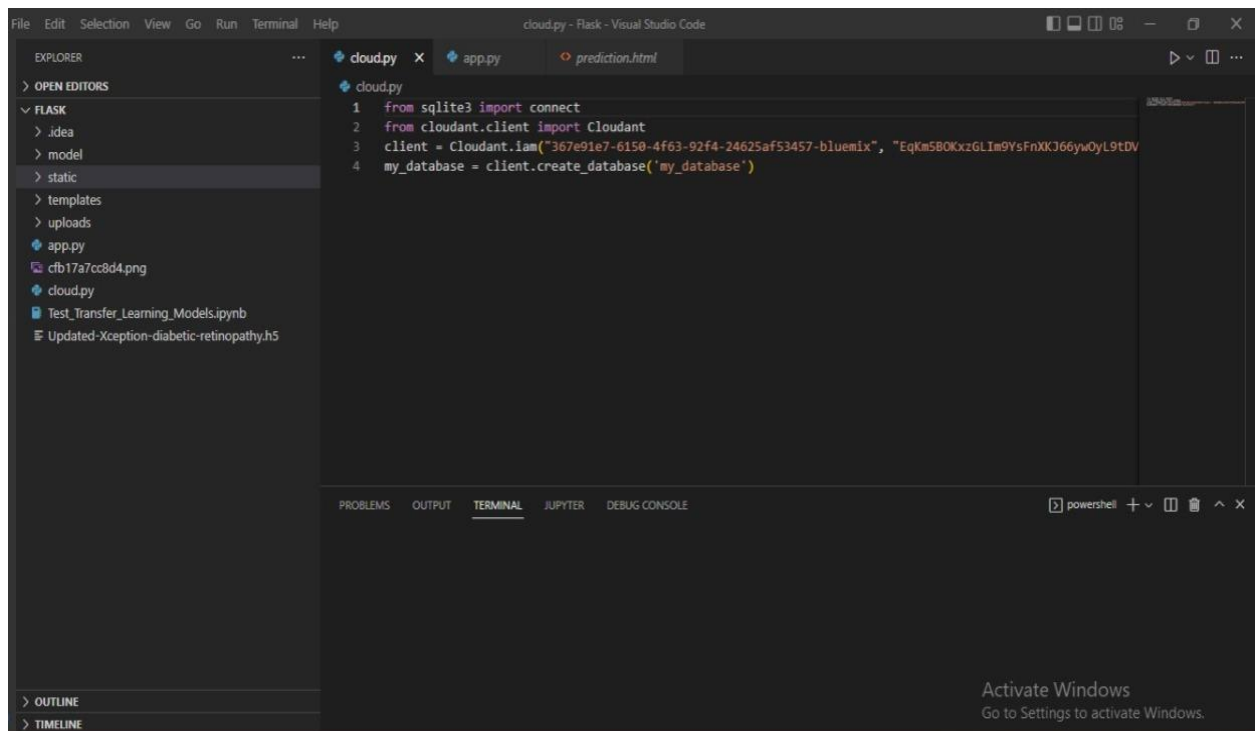 File Edit Selection View Go Run Terminal Help cloud.py - Flask - Visual Studio Code
EXPLORER
cloud.py app.py prediction.html
OPEN EDITORS
cloud.py
FLASK
.idea
model
static
templates
uploads
app.py
cfb17a7cc8d4.png
cloud.py
Test_Transfer_Learning_Models.ipynb
Updated-Xception-diabetic-retinopathy.h5
1 from sqlite3 import connect
2 from cloudant.client import Cloudant
3 client = Cloudant.iam("367e91e7-6150-4f63-92f4-24625af53457-bluemix", "
4 my_database = client.create_database('my_database')
PROBLEMS OUTPUT TERMINAL JUPYTER DEBUG CONSOLE powershell
OUTLINE
TIMELINE
Activate Windows
Go to Settings to activate Windows.